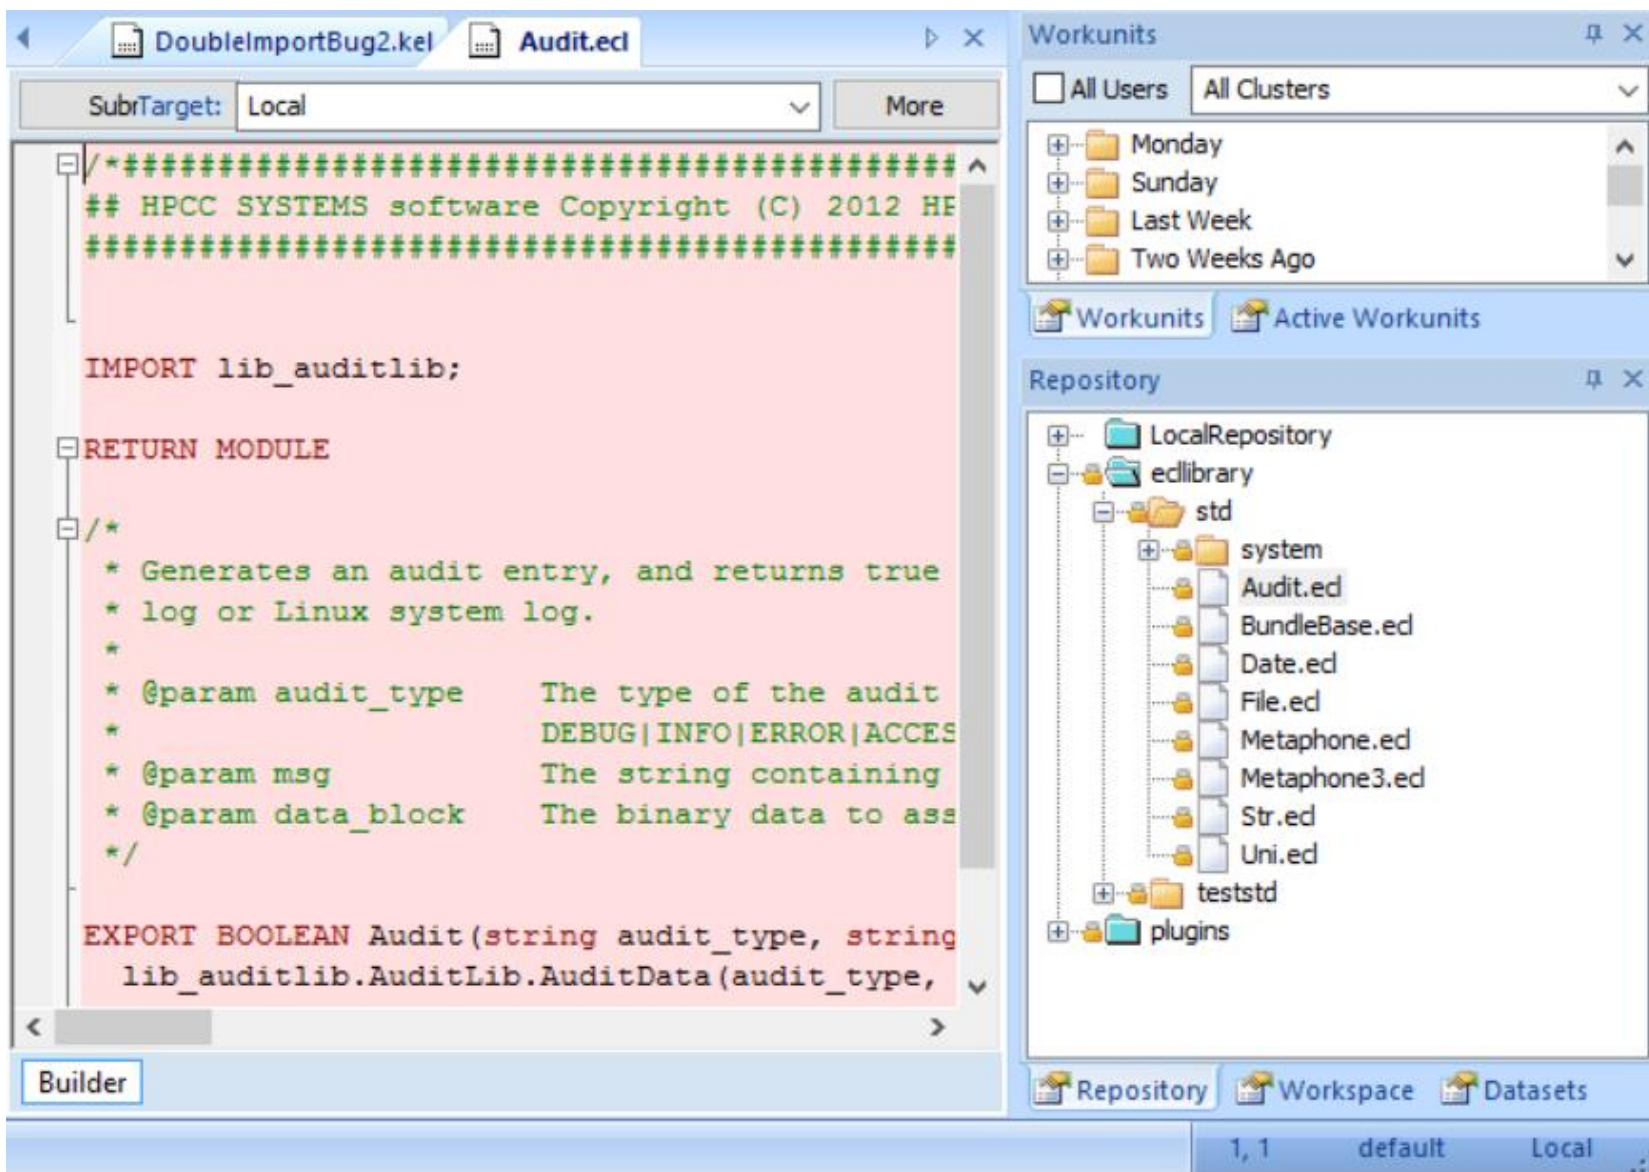 DoubleImportBug2.kel Audit.ecl
SubrTarget: Local More
/*##############################################
## HPCC SYSTEMS software Copyright (C) 2012 HP
##############################################
IMPORT lib_auditlib;
RETURN MODULE
/*
* Generates an audit entry, and returns true
* log or Linux system log.
*
* @param audit_type The type of the audit
* DEBUG|INFO|ERROR|ACCES
* @param msg The string containing
* @param data_block The binary data to ass
*/
EXPORT BOOLEAN Audit(string audit_type, string
lib_auditlib.AuditLib.AuditData(audit_type,
Builder
Workunits
All Users All Clusters
Monday
Sunday
Last Week
Two Weeks Ago
Workunits Active Workunits
Repository
LocalRepository
ecllibrary
std
system
Audit.ecl
BundleBase.ecl
Date.ecl
File.ecl
Metaphone.ecl
Metaphone3.ecl
Str.ecl
Uni.ecl
teststd
plugins
Repository Workspace Datasets
1, 1 default Local